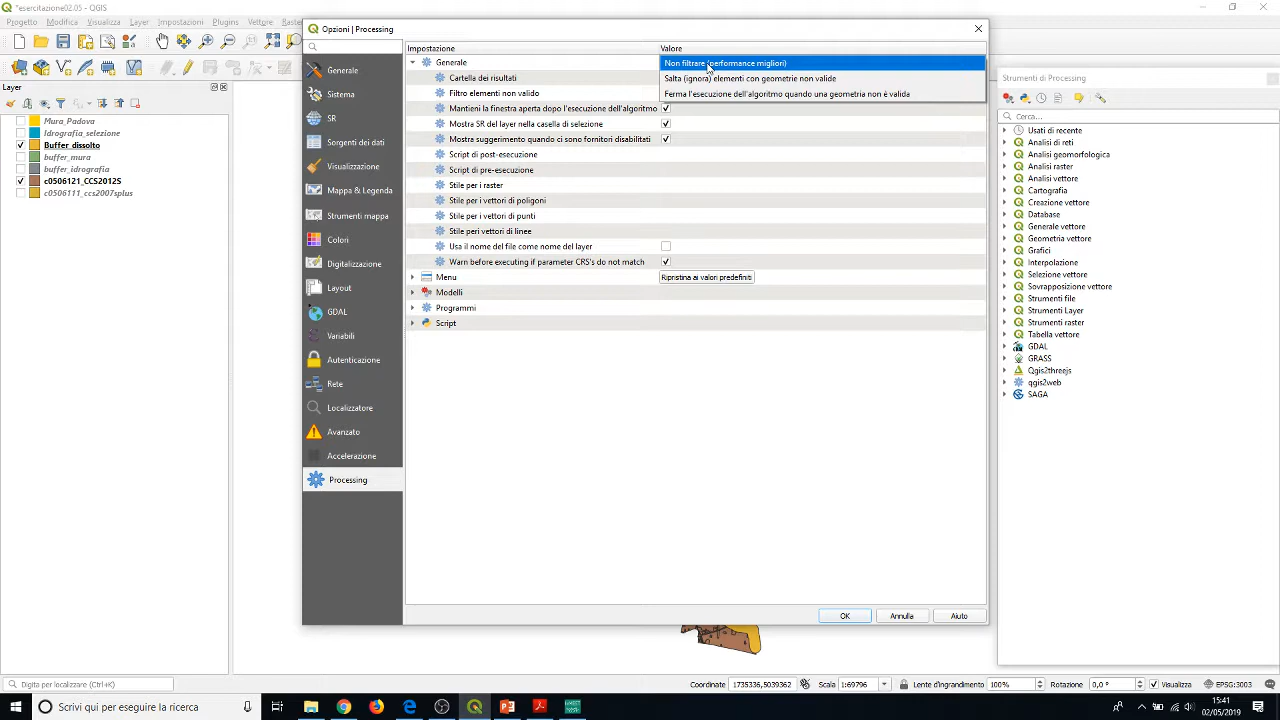 *esercitazione02.05 — QGIS
Progetto Modifica Visualizza Layer Impostazioni Plugins Vettore Raster
Opzioni | Processing
Layer
Mura_Padova
Idrografia_selezione
Buffer_dissolto
buffer_mura
buffer_idrografia
c0506121_CCS2012S
c0506111_ccs2007splus
Generale
Sistema
SR
Sorgenti dei dati
Visualizzazione
Mappa & Legenda
Strumenti mappa
Colori
Digitalizzazione
Layout
GDAL
Variabili
Autenticazione
Rete
Localizzatore
Avanzato
Accelerazione
Processing
Impostazione Valore
Generale
Cartella dei risultati
Filtro elementi non valido
Mantieni la finestra aperta dopo l'esecuzione dell'algoritmo
Mostra SR del layer nella casella di selezione
Mostra suggerimento quando ci sono fornitori disabilitati
Script di post-esecuzione
Script di pre-esecuzione
Stile per i raster
Stile per i vettori di poligoni
Stile per i vettori di punti
Stile peri vettori di linee
Usa il nome del file come nome del layer
Warn before executing if parameter CRS's do not match
Menu Ripristina ai valori predefiniti
Modelli
Programmi
Script
Non filtrare (performance migliori)
Salta (ignora) elementi con geometrie non valide
Ferma l'esecuzione dell'algoritmo quando una geometria non è valida
OK Annulla Aiuto
Strumenti di Processing
Cerca...
Usati di recente
Analisi di reti
Analisi geomorfologica
Analisi raster
Analisi vettore
Cartografia
Creazione vettore
Database
Generale vettore
Geometria vettore
Grafici
Interpolazione
Selezione vettore
Sovrapposizione vettore
Strumenti file
Strumenti Layer
Strumenti raster
Tabella vettore
GDAL
GRASS
Qgis2threejs
qgis2web
SAGA
Digita per localizzare (Ctrl+K) Coordinate 1735336,5039362 Scala 1:69796 Lente d'ingrandimento 100% Rotazione 0,0 ° Visualizza EPSG:3003
Scrivi qui per eseguire la ricerca
15:41
02/05/2019